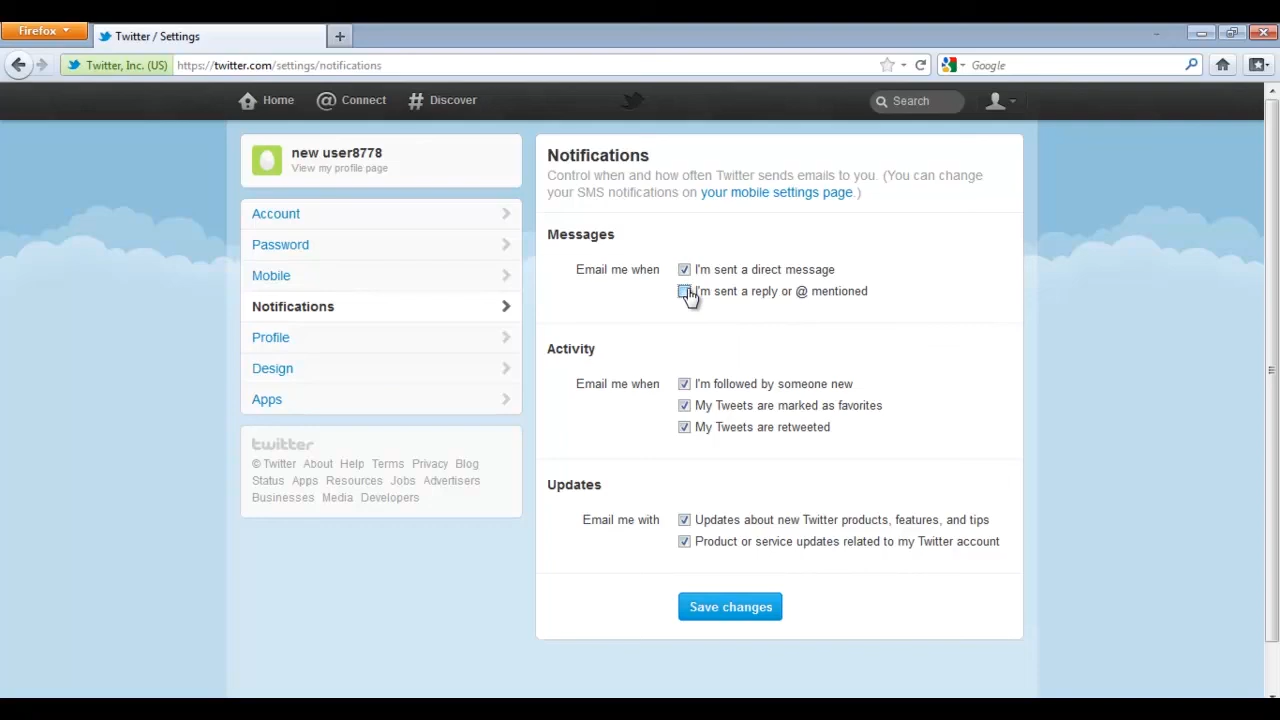 Firefox
Twitter / Settings
Twitter, Inc. (US) https://twitter.com/settings/notifications
Google
Home Connect Discover Search
new user8778
View my profile page
Account
Password
Mobile
Notifications
Profile
Design
Apps
twitter
© Twitter About Help Terms Privacy Blog
Status Apps Resources Jobs Advertisers
Businesses Media Developers
Notifications
Control when and how often Twitter sends emails to you. (You can change
your SMS notifications on your mobile settings page.)
Messages
Email me when I'm sent a direct message
I'm sent a reply or @ mentioned
Activity
Email me when I'm followed by someone new
My Tweets are marked as favorites
My Tweets are retweeted
Updates
Email me with Updates about new Twitter products, features, and tips
Product or service updates related to my Twitter account
Save changes